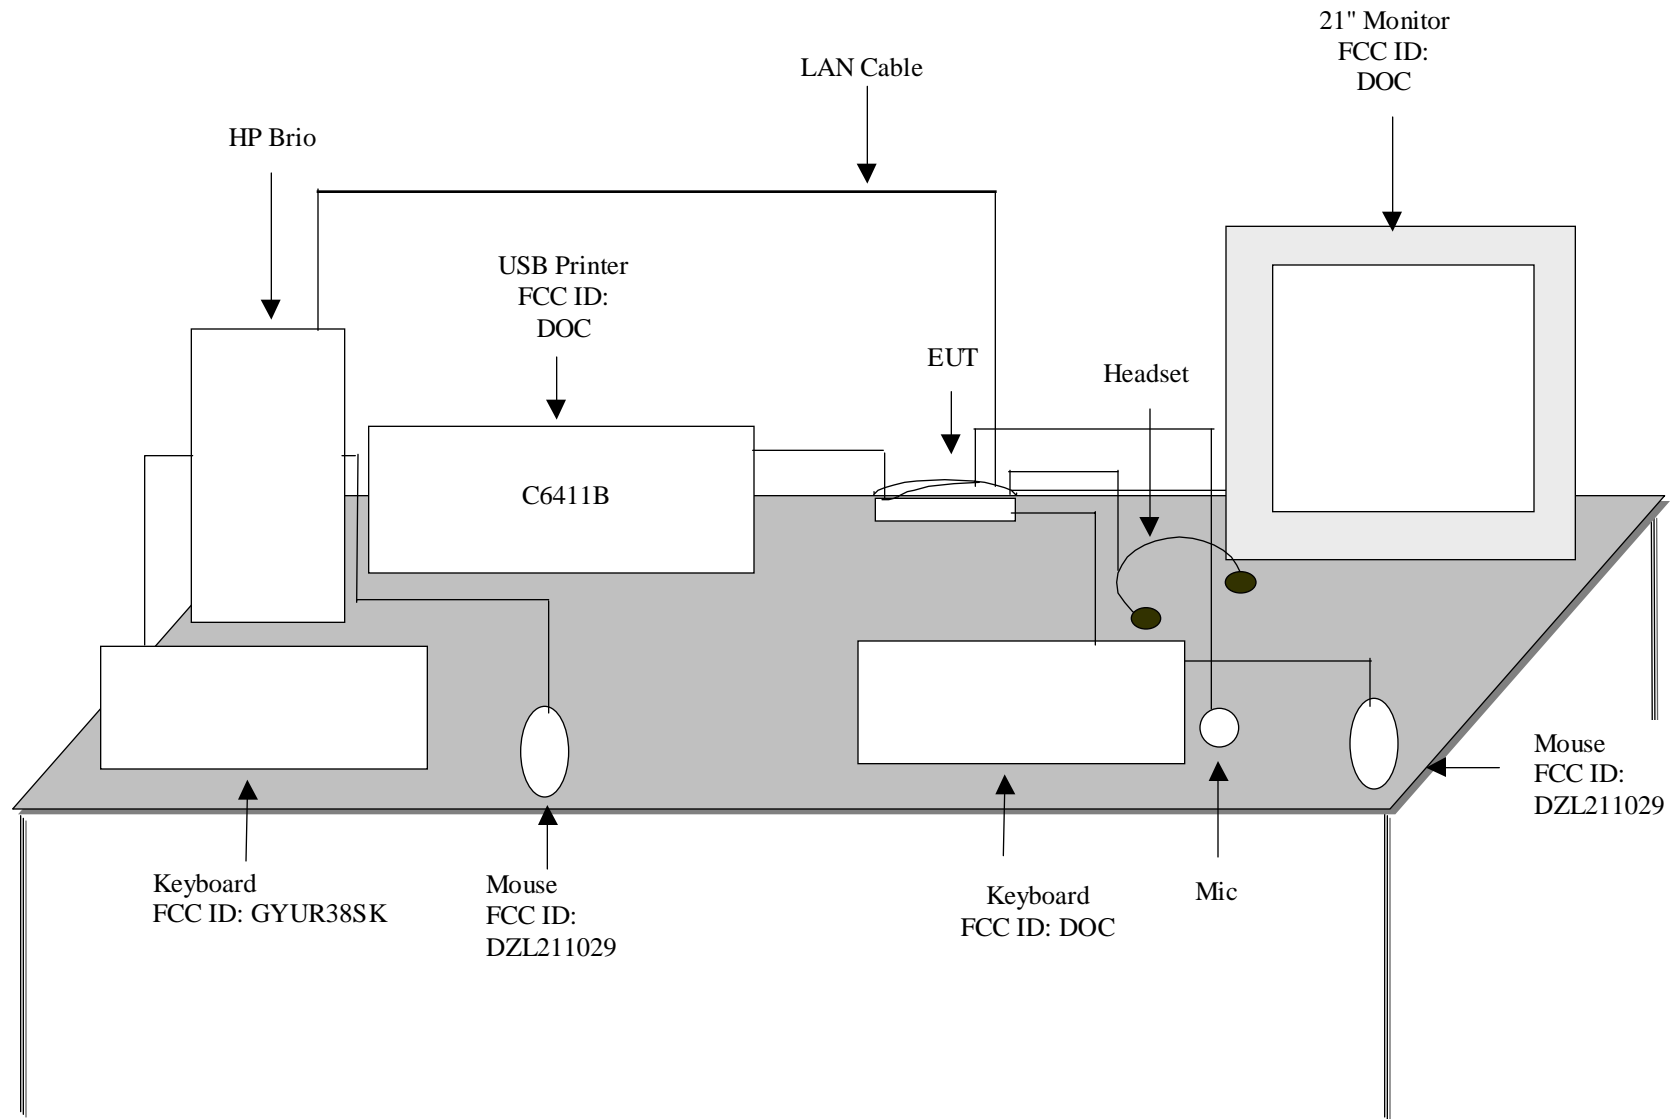 21" Monitor
FCC ID:
DOC
LAN Cable
HP Brio
USB Printer
FCC ID:
DOC
EUT
Headset
C6411B
Mouse
FCC ID:
DZL211029
Keyboard
FCC ID: GYUR38SK
Mouse
FCC ID:
DZL211029
Keyboard
FCC ID: DOC
Mic